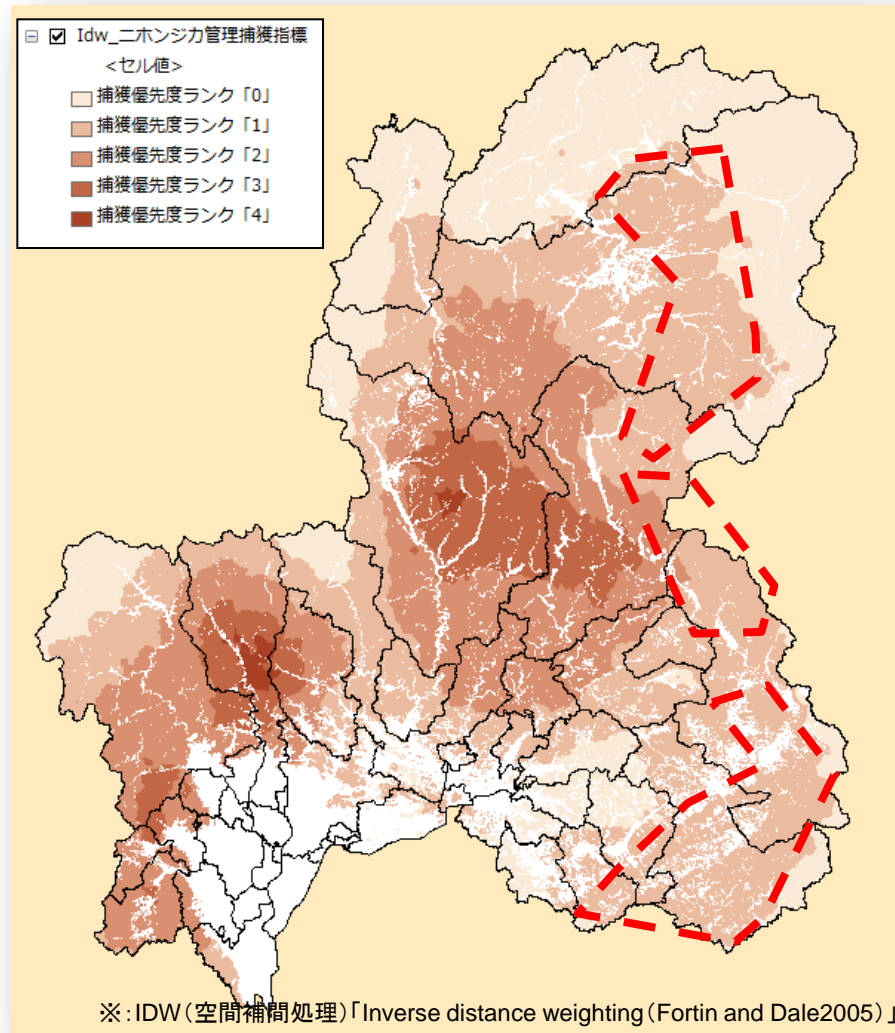 Idw_ニホンジカ管理捕獲指標
<セル値>
捕獲優先度ランク「0」
捕獲優先度ランク「1」
捕獲優先度ランク「2」
捕獲優先度ランク「3」
捕獲優先度ランク「4」
※：IDW（空間補間処理）「Inverse distance weighting（Fortin and Dale2005）」